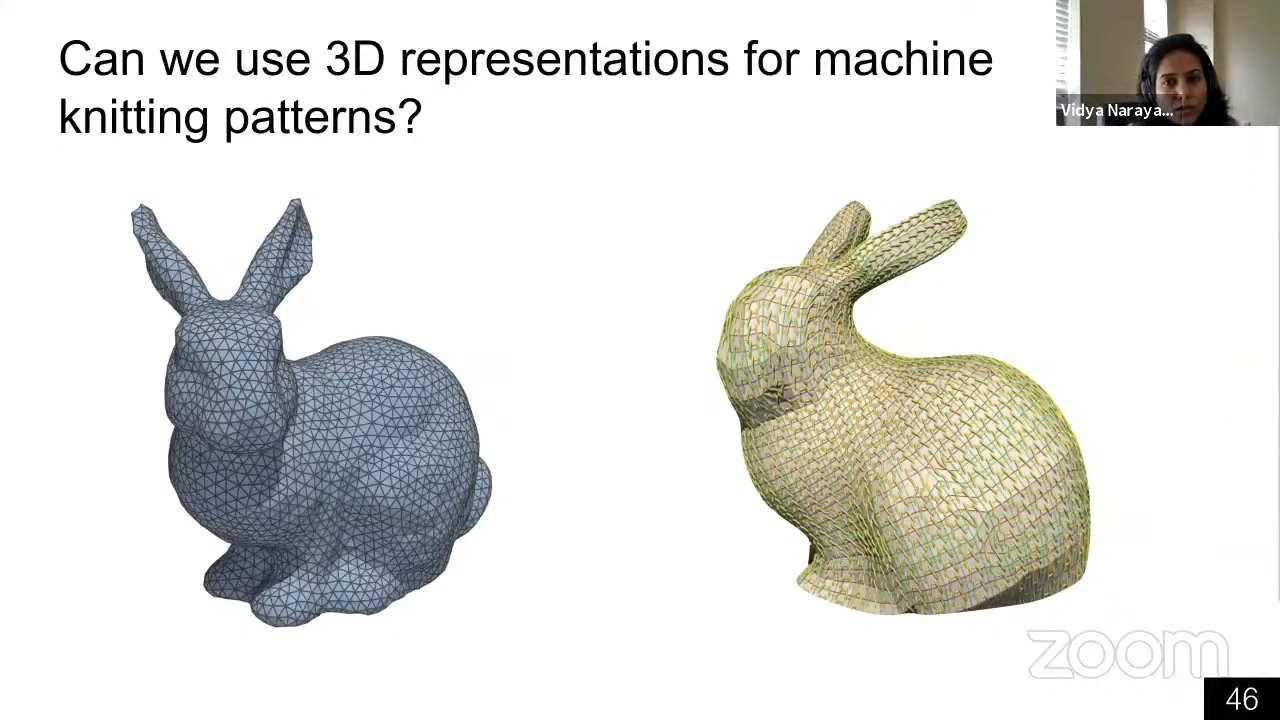 Can we use 3D representations for machine
knitting patterns?
Vidya Naraya...
zoom
46